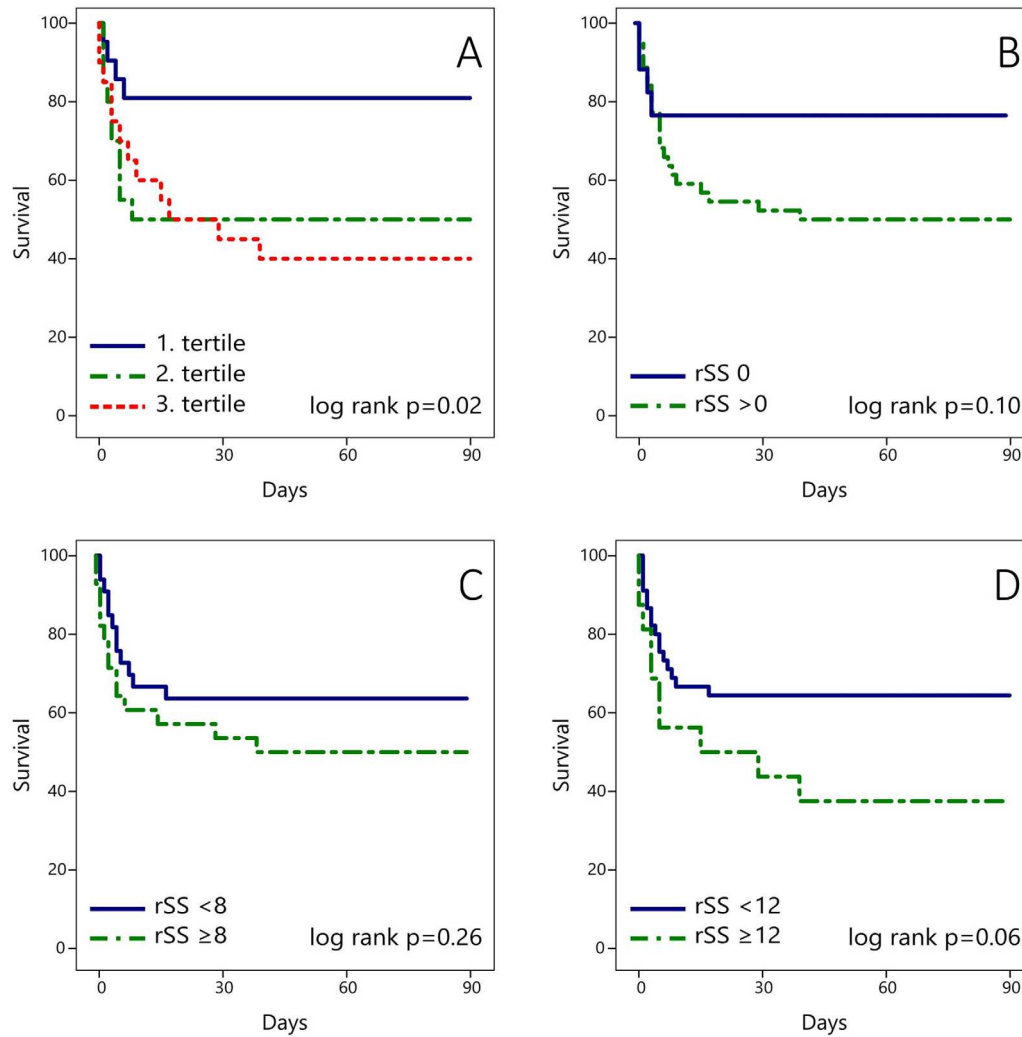 A
Survival
100
80
60
40
20
0
1. tertile
2. tertile
3. tertile
log rank p=0.02
0 30 60 90
Days
B
Survival
100
80
60
40
20
0
rSS 0
rSS >0
log rank p=0.10
0 30 60 90
Days
C
Survival
100
80
60
40
20
0
rSS <8
rSS ≥8
log rank p=0.26
0 30 60 90
Days
D
Survival
100
80
60
40
20
0
rSS <12
rSS ≥12
log rank p=0.06
0 30 60 90
Days